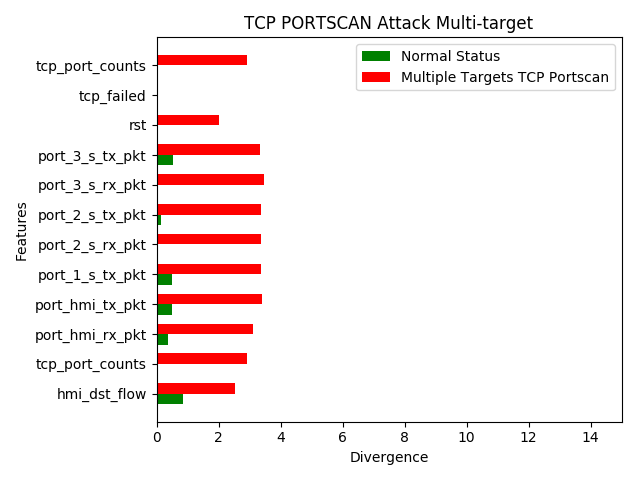 TCP PORTSCAN Attack Multi-target
Normal Status
Multiple Targets TCP Portscan
Features
tcp_port_counts
tcp_failed
rst
port_3_s_tx_pkt
port_3_s_rx_pkt
port_2_s_tx_pkt
port_2_s_rx_pkt
port_1_s_tx_pkt
port_hmi_tx_pkt
port_hmi_rx_pkt
tcp_port_counts
hmi_dst_flow
0 2 4 6 8 10 12 14
Divergence